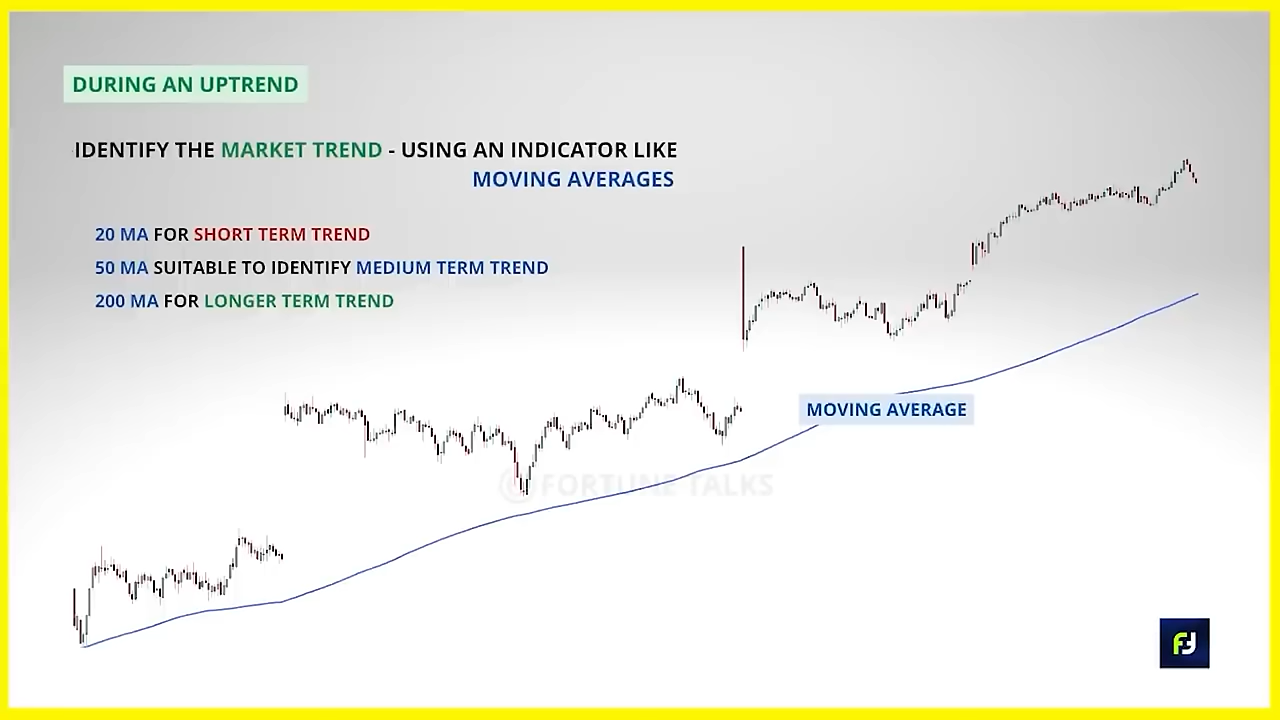 DURING AN UPTREND
IDENTIFY THE MARKET TREND - USING AN INDICATOR LIKE
MOVING AVERAGES
20 MA FOR SHORT TERM TREND
50 MA SUITABLE TO IDENTIFY MEDIUM TERM TREND
200 MA FOR LONGER TERM TREND
MOVING AVERAGE
@FORTUNE TALKS